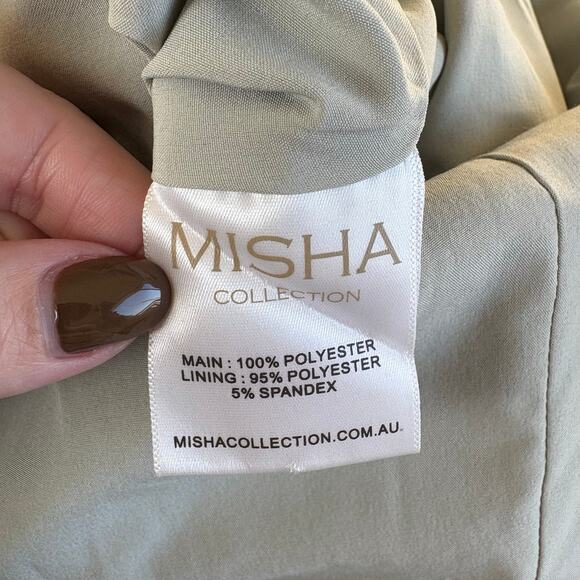 MISHA
COLLECTION
MAIN : 100% POLYESTER
LINING : 95% POLYESTER
5% SPANDEX
MISHACOLLECTION.COM.AU